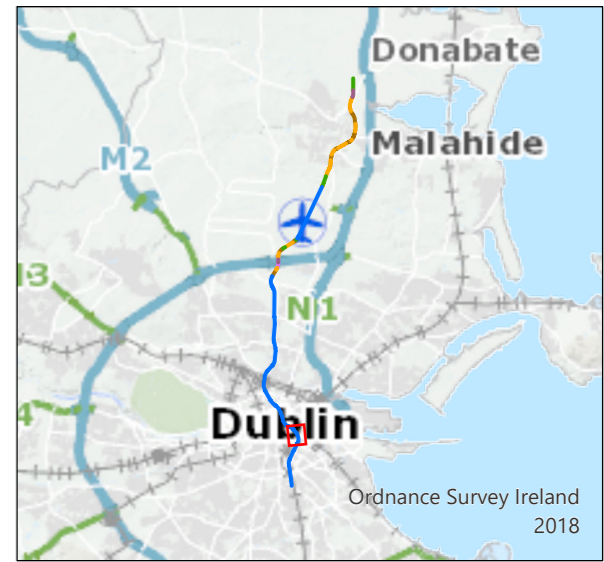 Donabate
Malahide
M2
N1
Dublin
Ordnance Survey Ireland
2018